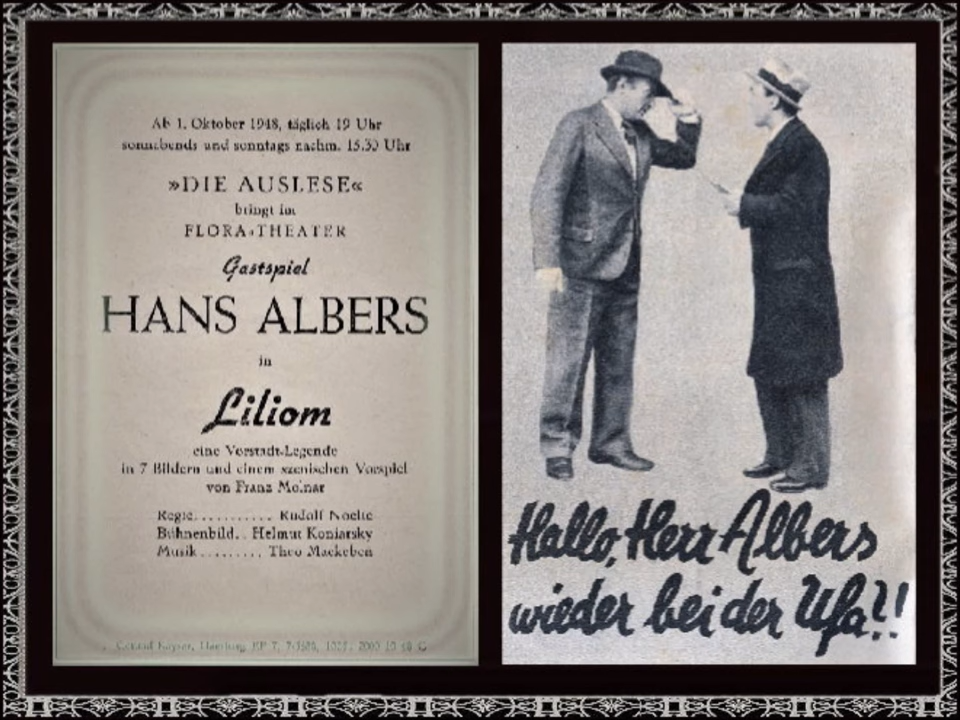 Ab 1. Oktober 1948, täglich 19 Uhr
sonnabends und sonntags nachm. 15.30 Uhr
»DIE AUSLESE«
bringt im
FLORA-THEATER
Gastspiel
HANS ALBERS
in
Liliom
eine Vorstadt-Legende
in 7 Bildern und einem szenischen Vorspiel
von Franz Molnar
Regie........... Rudolf Noelte
Bühnenbild.. Helmut Koniarsky
Musik......... Theo Mackeben
Hamburg
Hallo, Herr Albers
wieder bei der Ufa?!